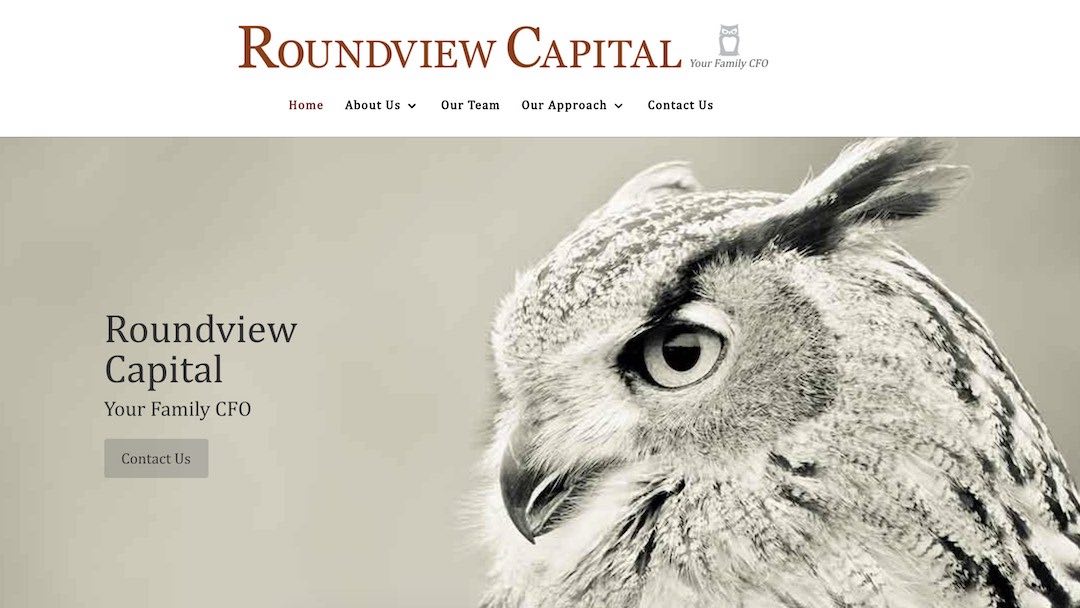 ROUNDVIEW CAPITAL
Your Family CFO
Home About Us Our Team Our Approach Contact Us
Roundview
Capital
Your Family CFO
Contact Us